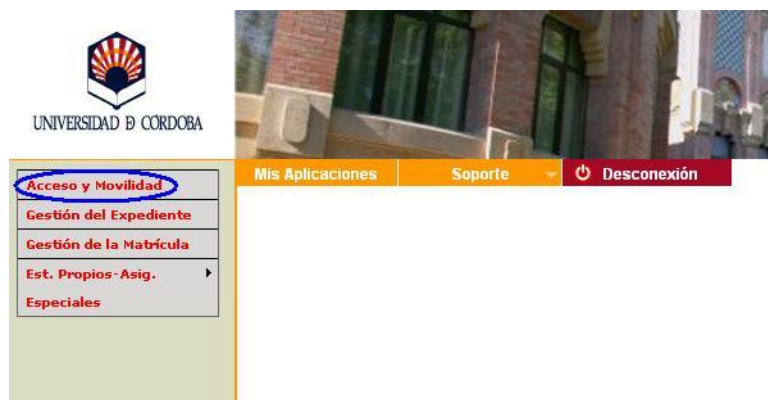 UNIVERSIDAD Ð CÓRDOBA
Mis Aplicaciones Soporte Desconexión
Acceso y Movilidad
Gestión del Expediente
Gestión de la Matrícula
Est. Propios-Asig.
Especiales